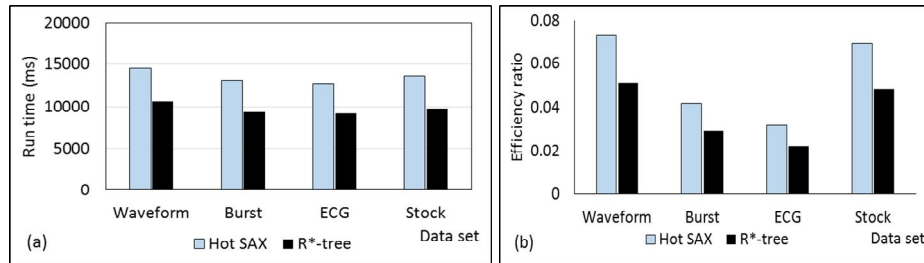 20000
15000
10000
5000
0
Run time (ms)
Waveform Burst ECG Stock
Data set
(a)
Hot SAX R*-tree
0.08
0.06
0.04
0.02
0
Efficiency ratio
Waveform Burst ECG Stock
Data set
(b)
Hot SAX R*-tree